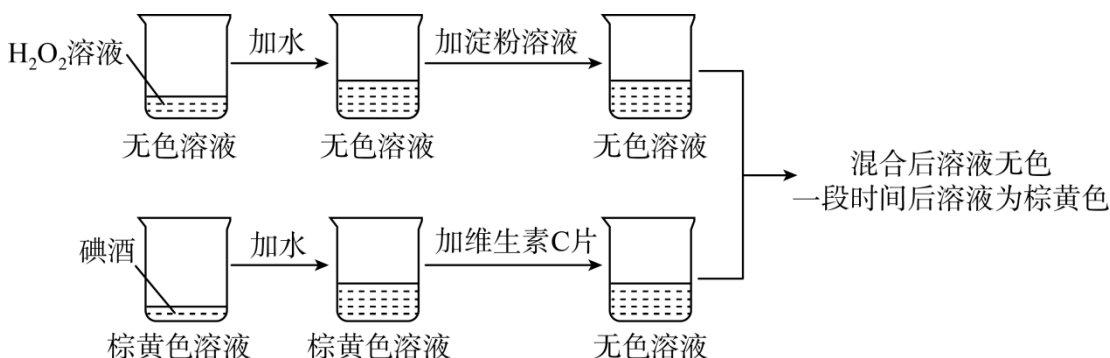 H₂O₂溶液
加水
加淀粉溶液
无色溶液
无色溶液
无色溶液
混合后溶液无色
一段时间后溶液为棕黄色
碘酒
加水
加维生素C片
棕黄色溶液
棕黄色溶液
无色溶液